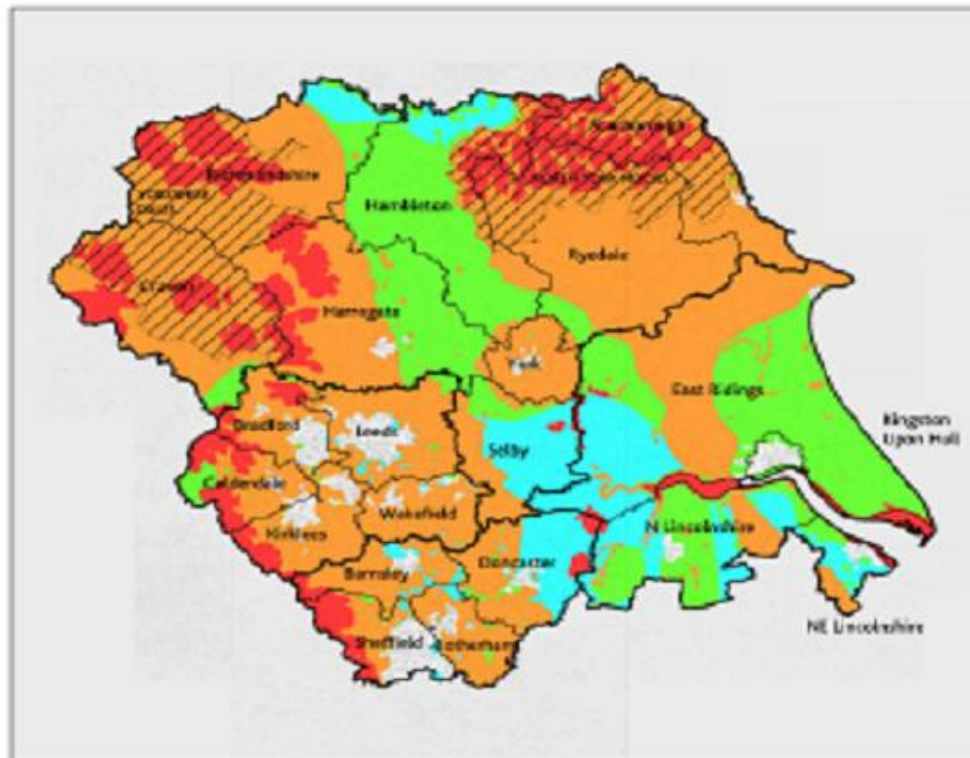 Scarborough
Richmondshire
Hambleton
Ryedale
Craven
Harrogate
York
East Ridings
Bradford
Leeds
Selby
Kingston
Upon Hull
Calderdale
Wakefield
Kirklees
N Lincolnshire
Barnsley
Doncaster
NE Lincolnshire
Sheffield
Rotherham